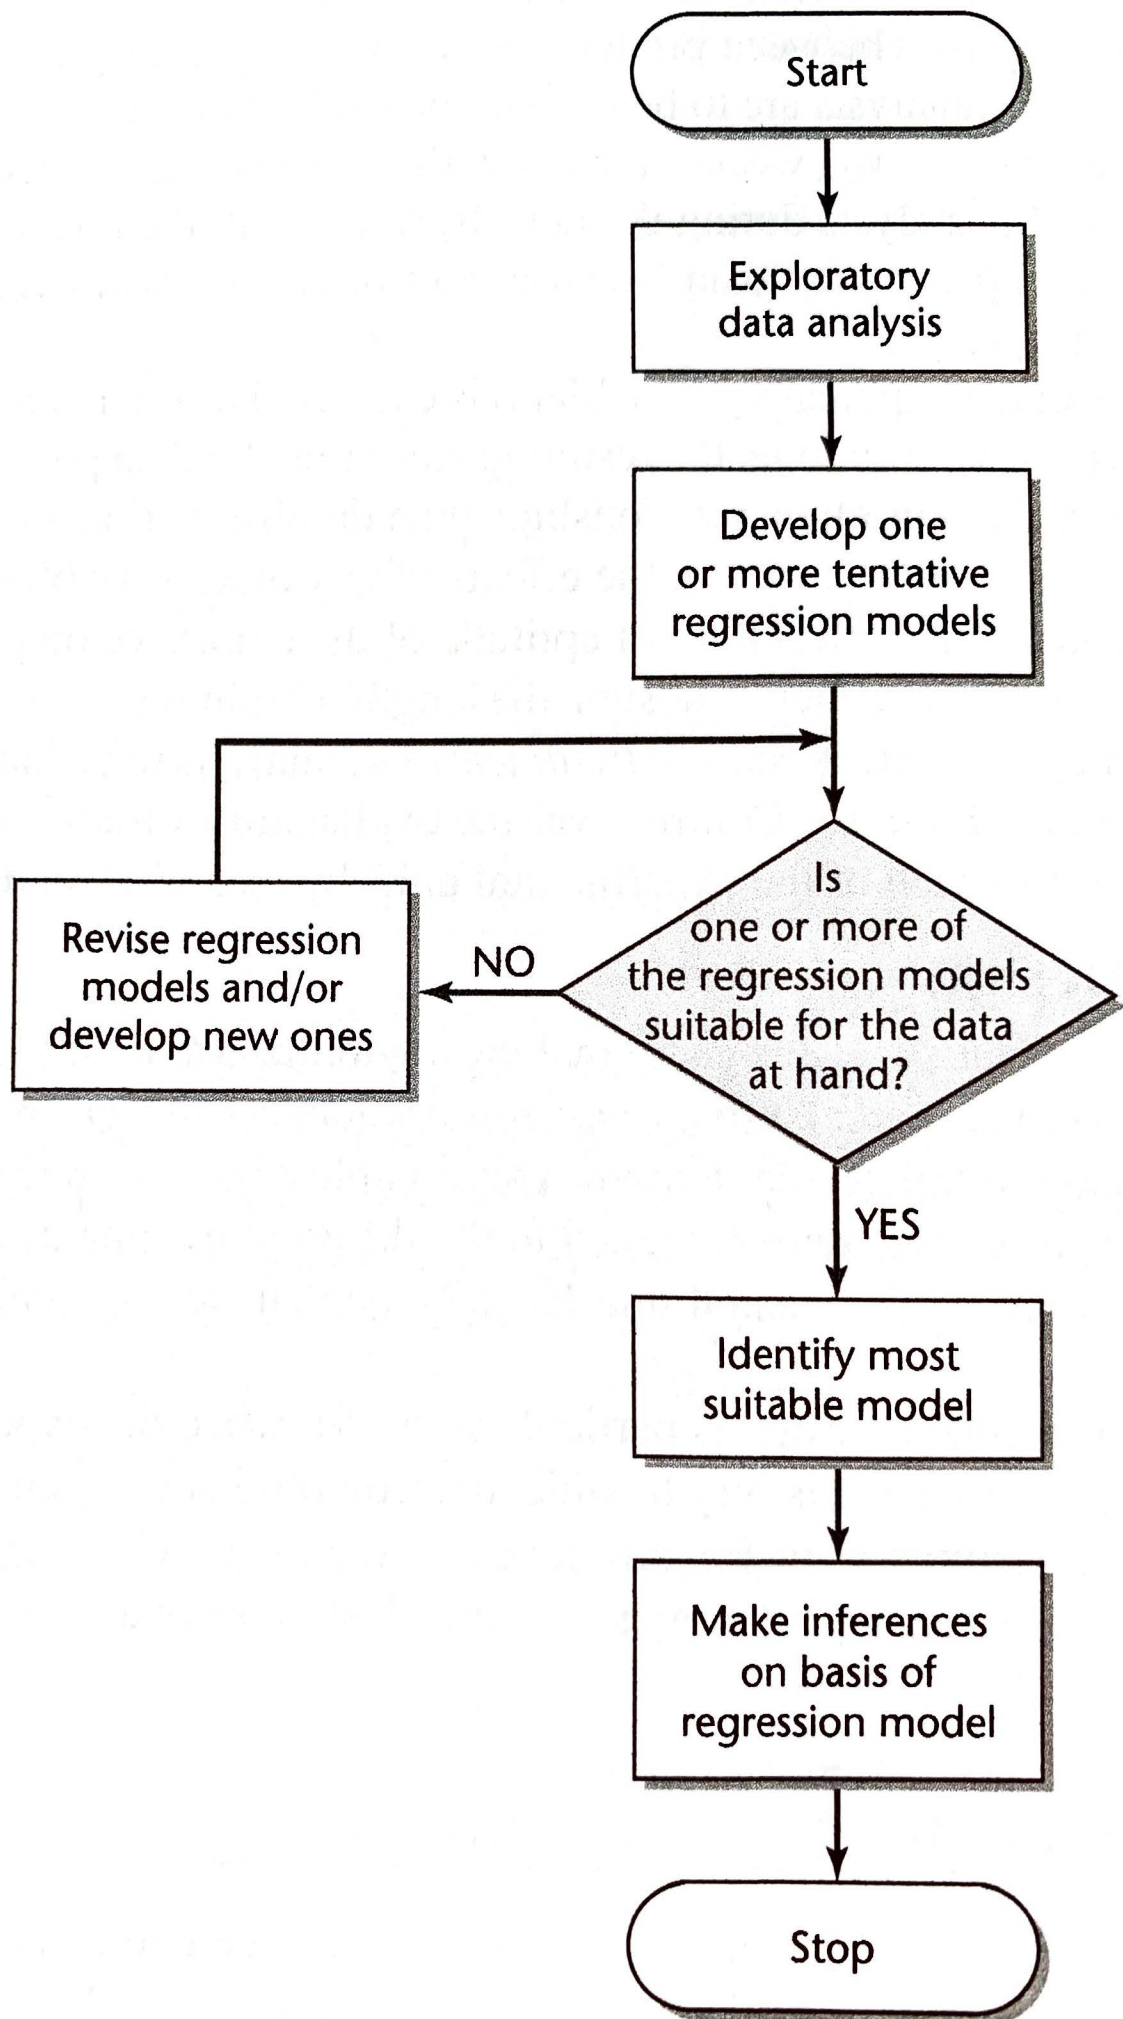 Start
Exploratory
data analysis
Develop one
or more tentative
regression models
Is
one or more of
the regression models
suitable for the data
at hand?
NO
Revise regression
models and/or
develop new ones
YES
Identify most
suitable model
Make inferences
on basis of
regression model
Stop